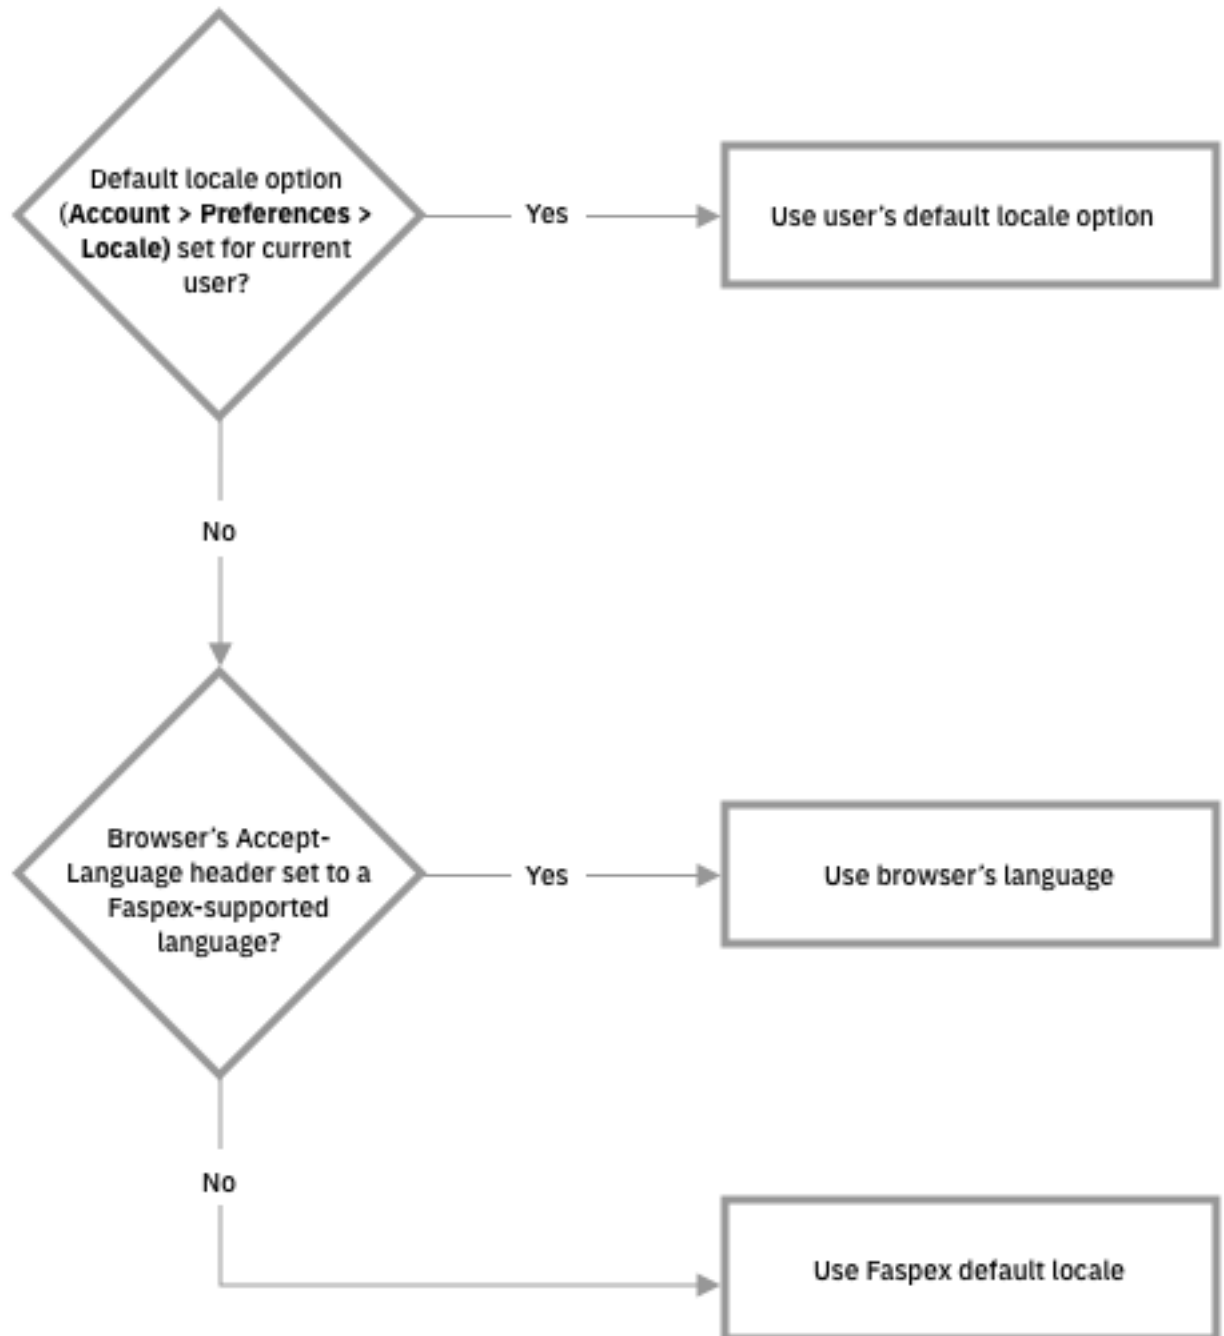 Default locale option
(Account > Preferences >
Locale) set for current
user?
Yes
Use user's default locale option
No
Browser's Accept-
Language header set to a
Faspex-supported
language?
Yes
Use browser's language
No
Use Faspex default locale